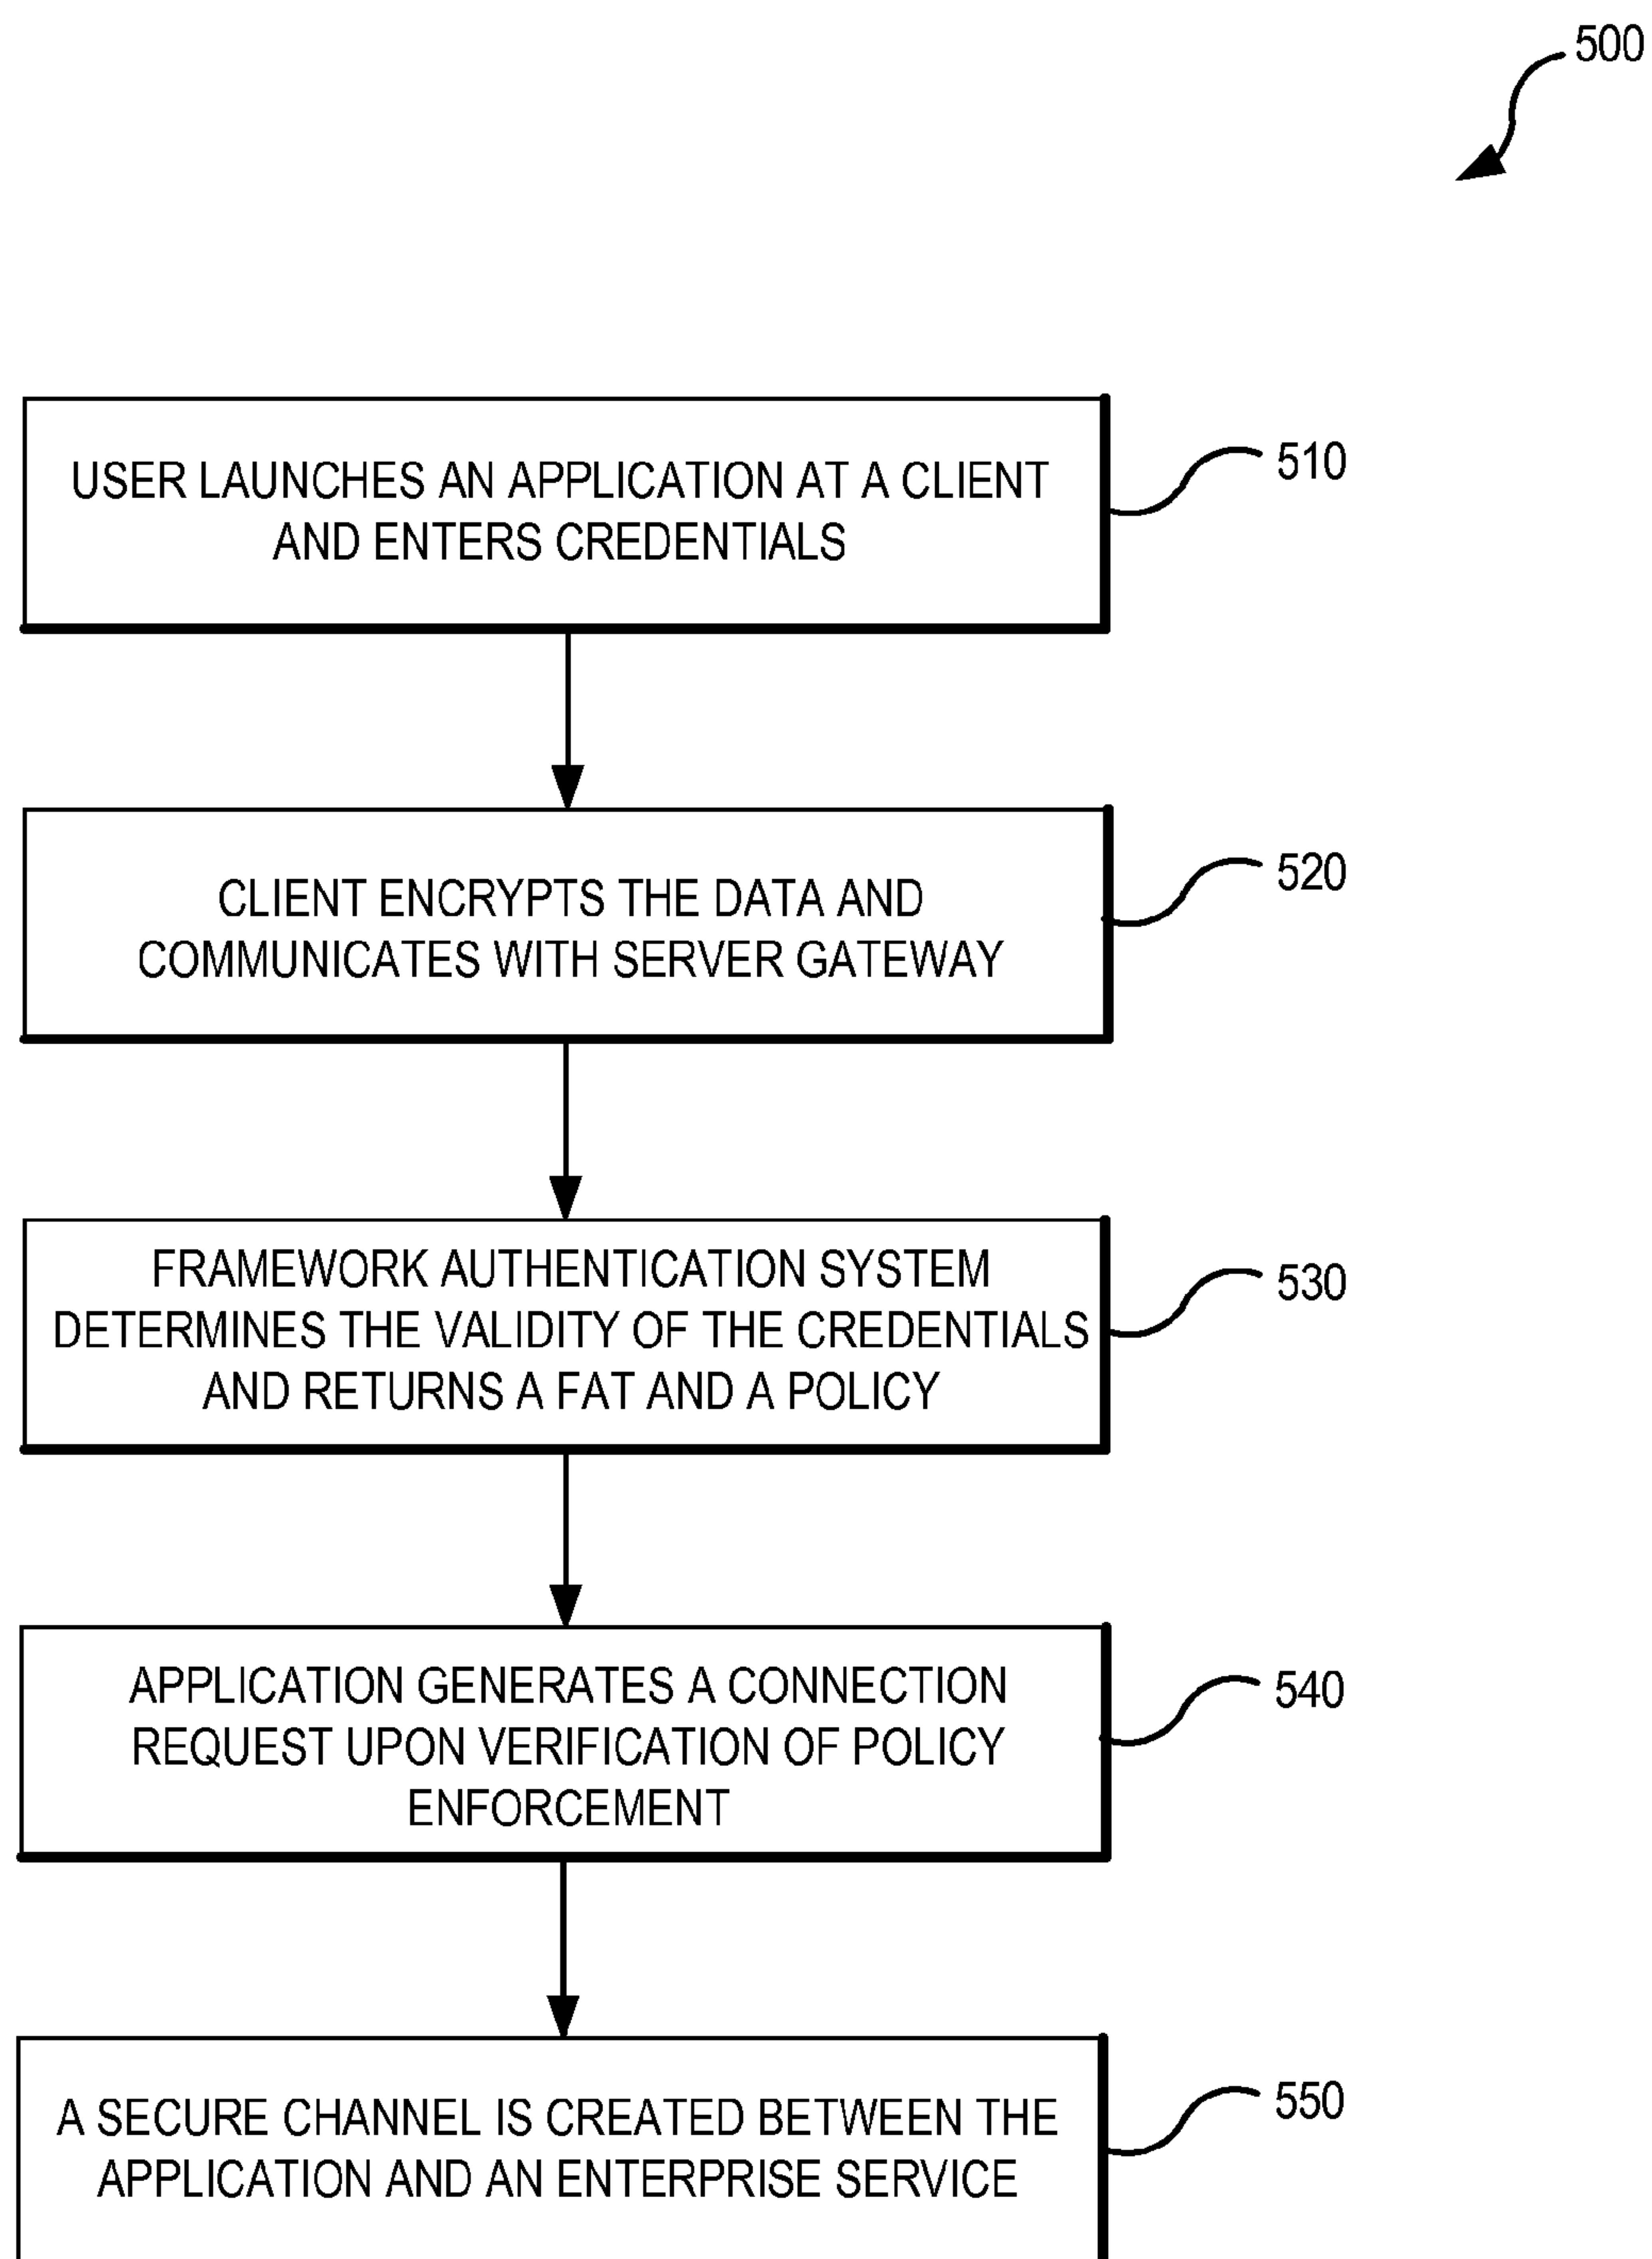 500
USER LAUNCHES AN APPLICATION AT A CLIENT
AND ENTERS CREDENTIALS
510
CLIENT ENCRYPTS THE DATA AND
COMMUNICATES WITH SERVER GATEWAY
520
FRAMEWORK AUTHENTICATION SYSTEM
DETERMINES THE VALIDITY OF THE CREDENTIALS
AND RETURNS A FAT AND A POLICY
530
APPLICATION GENERATES A CONNECTION
REQUEST UPON VERIFICATION OF POLICY
ENFORCEMENT
540
A SECURE CHANNEL IS CREATED BETWEEN THE
APPLICATION AND AN ENTERPRISE SERVICE
550